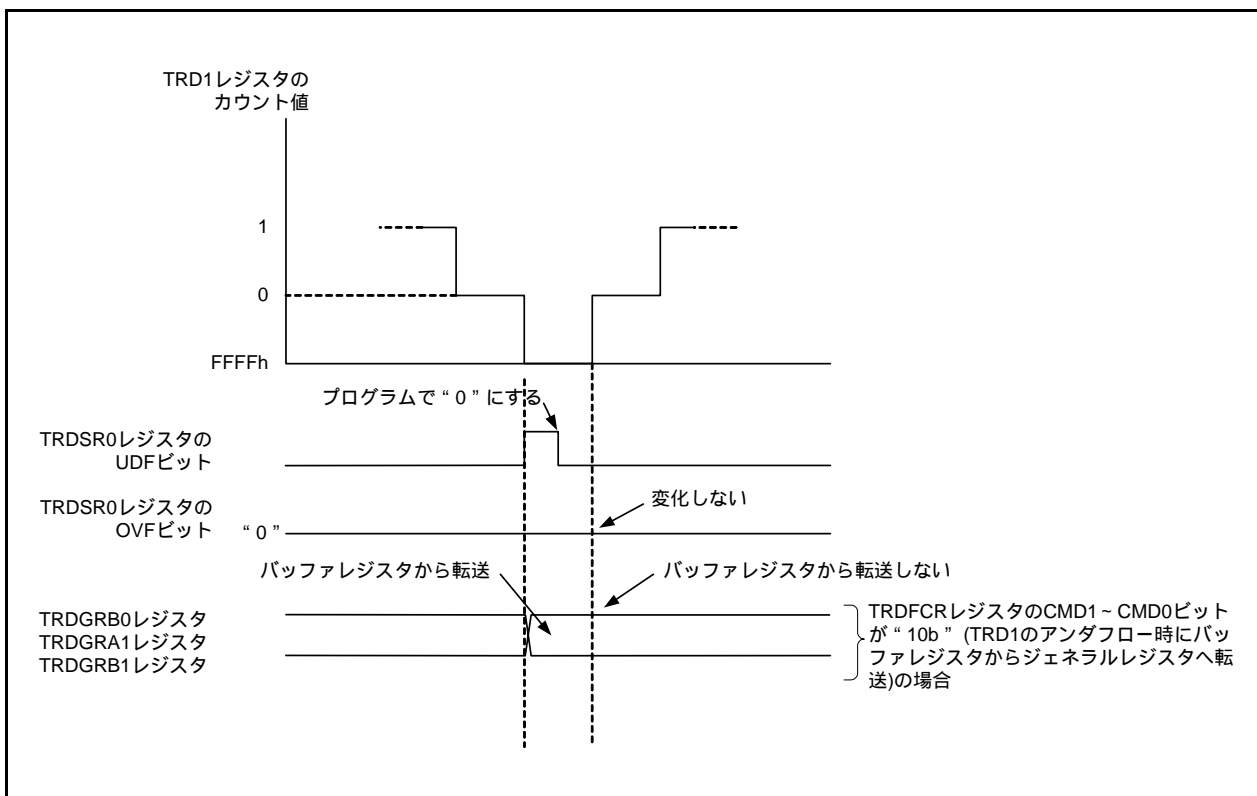 TRD1レジスタの
カウント値
1
0
FFFFh
プログラムで“0”にする
TRDSR0レジスタの
UDFビット
TRDSR0レジスタの
OVFビット “0”
変化しない
バッファレジスタから転送
バッファレジスタから転送しない
TRDGRB0レジスタ
TRDGRA1レジスタ
TRDGRB1レジスタ
TRDFCRレジスタのCMD1~CMD0ビット
が“10b”(TRD1のアンダフロー時にバッ
ファレジスタからジェネラルレジスタへ転
送)の場合